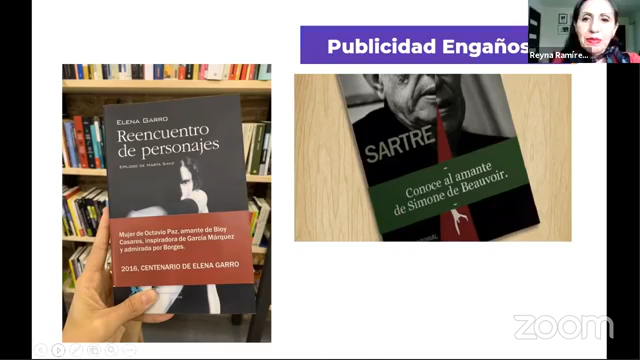 Publicidad Engaños
Reyna Ramíre...
ELENA GARRO
Reencuentro
de personajes
Mujer de Octavio Paz, amante de Bioy
Casares, inspiradora de García Márquez
y admirada por Borges.
2016, CENTENARIO DE ELENA GARRO
SARTRE
Conoce al amante
de Simone de Beauvoir.
zoom